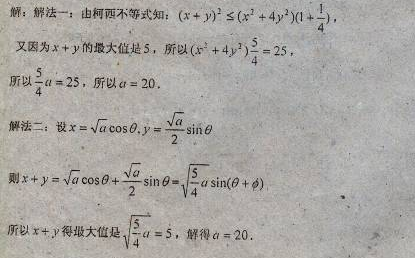 解：解法一：由柯西不等式知：(x + y)² ≤ (x² + 4y²)(1 + 1/4)，
又因为 x + y 的最大值是 5，所以(x² + 4y²)5/4 = 25，
所以 5/4 a = 25，所以 a = 20．
解法二：设 x = √a cosθ, y = √a/2 sinθ
则 x + y = √a cosθ + √a/2 sinθ = √(5/4 a) sin(θ + ϕ)
所以 x + y 得最大值是 √(5/4 a) = 5，解得 a = 20．